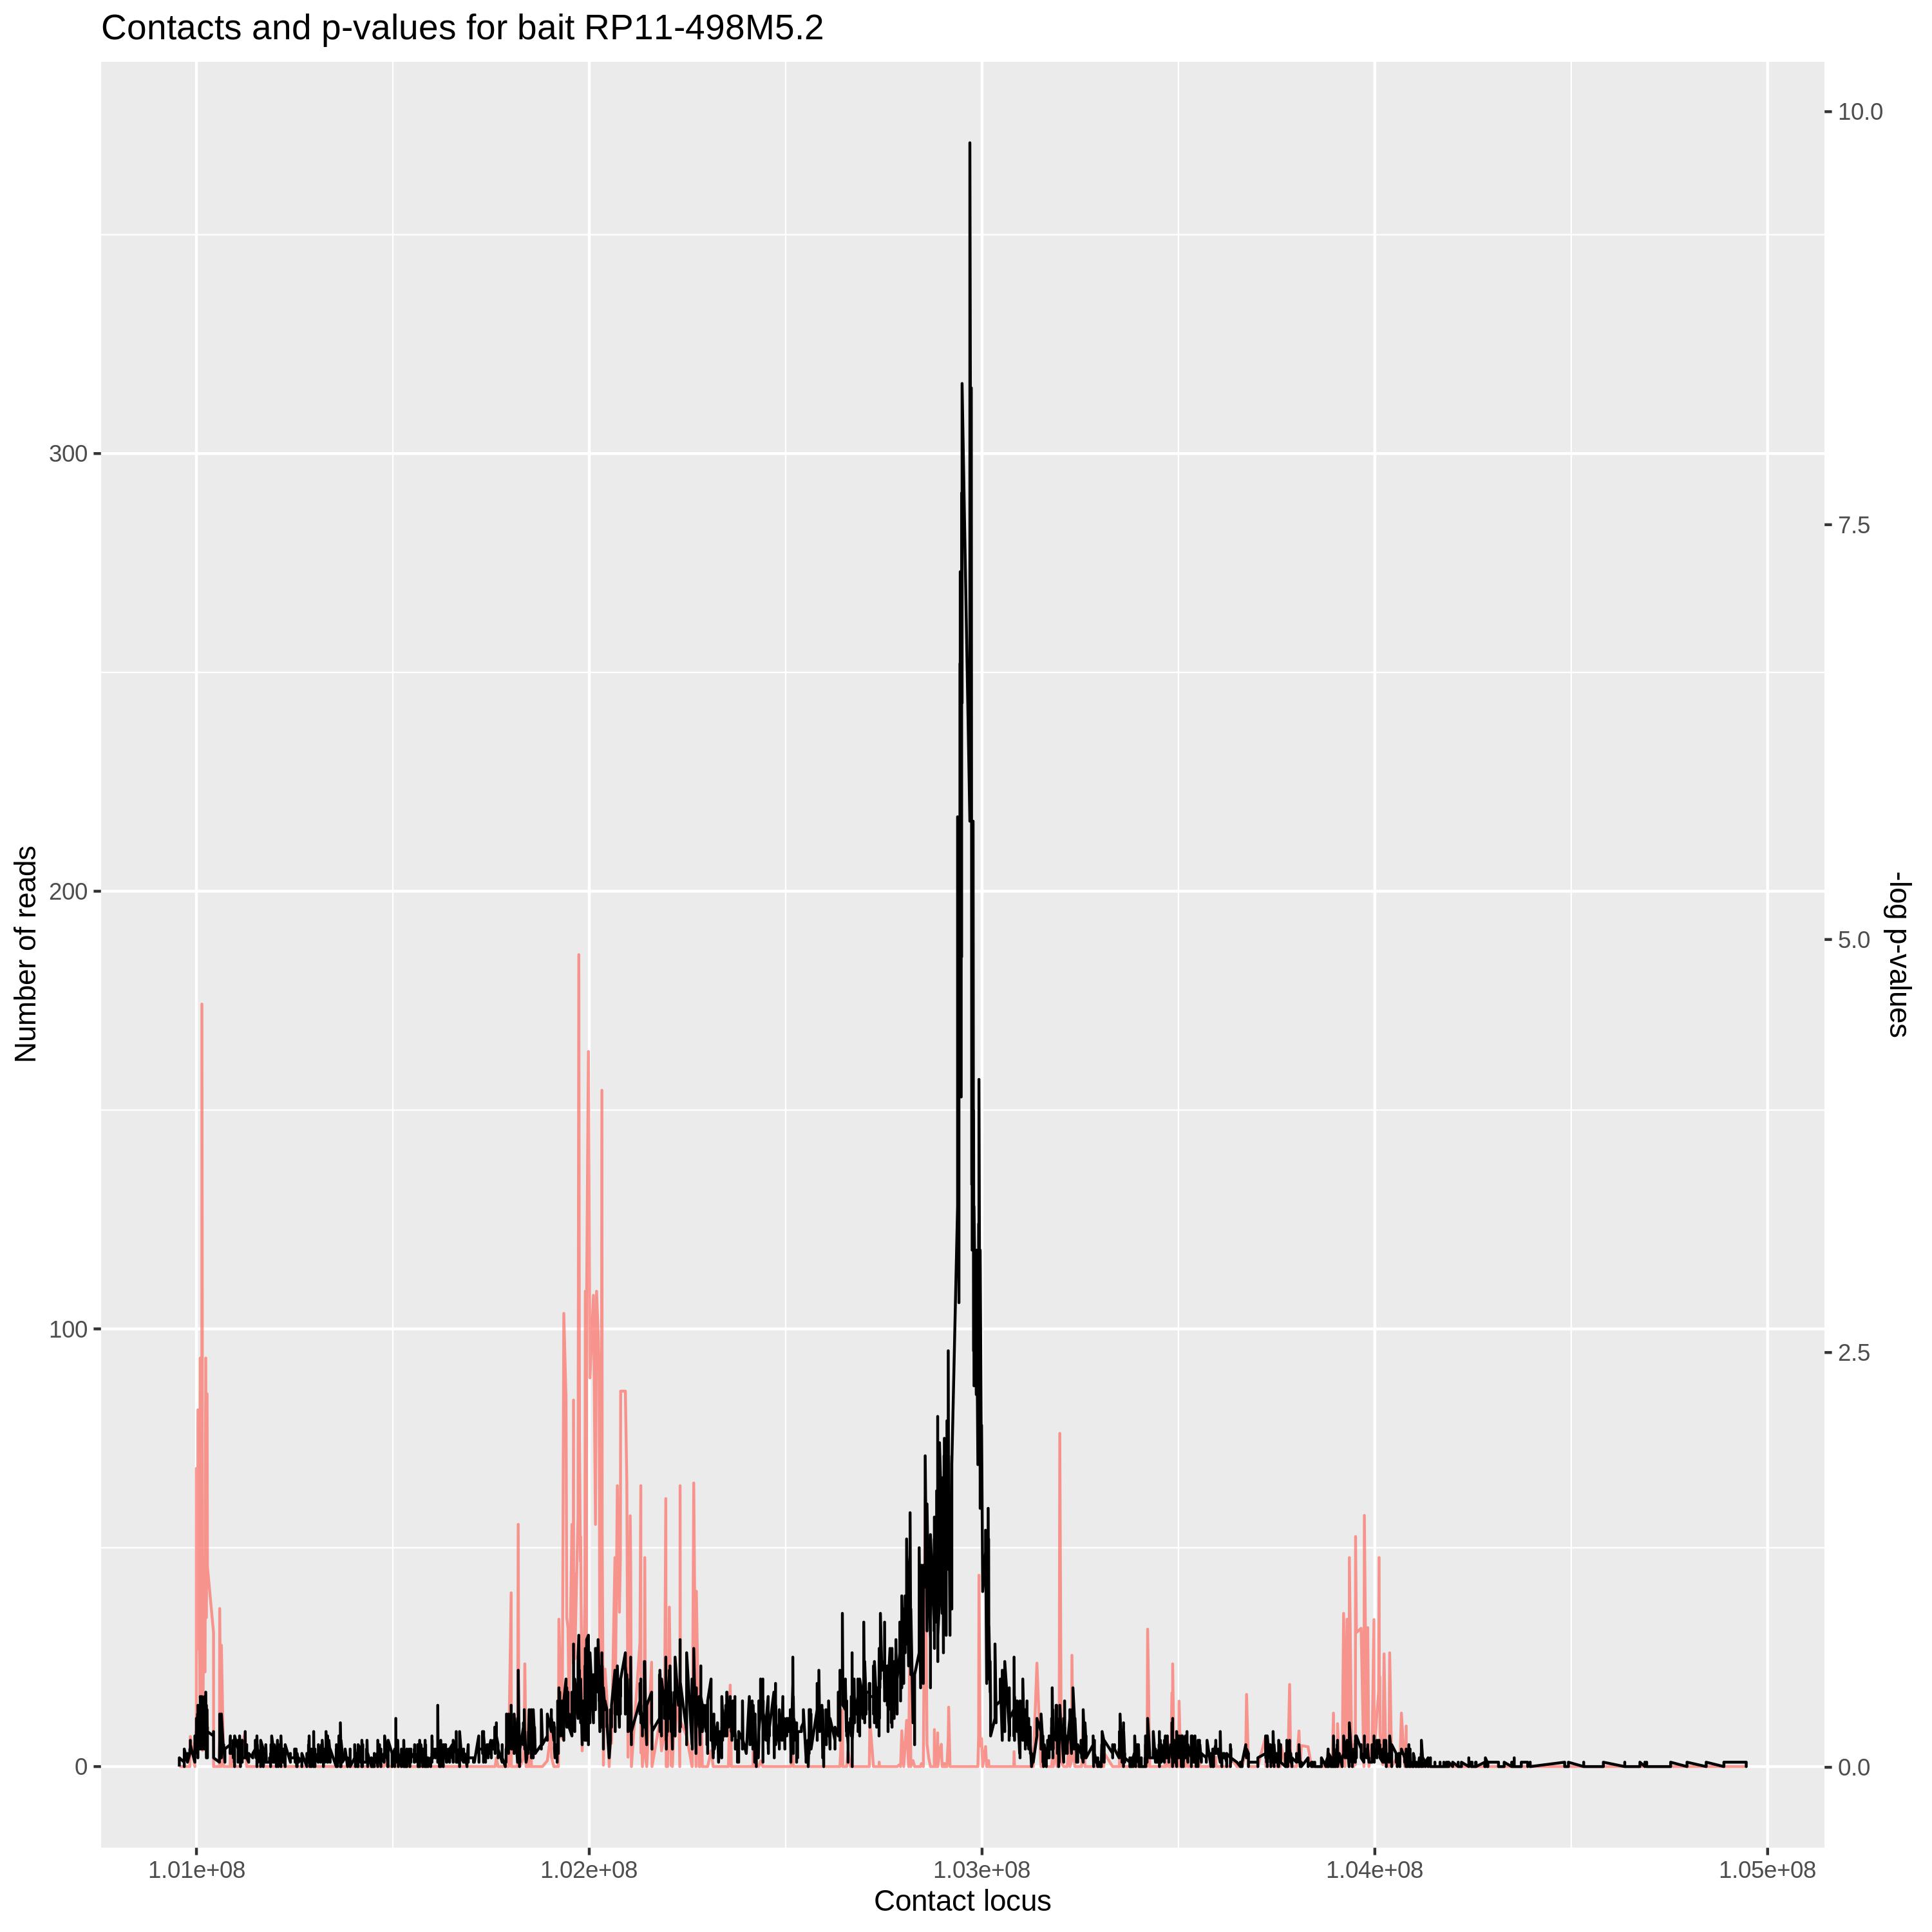 Contacts and p-values for bait RP11-498M5.2
10.0
300
7.5
200
5.0
100
2.5
0
0.0
Number of reads
-log p-values
1.01e+08 1.02e+08 1.03e+08 1.04e+08 1.05e+08
Contact locus